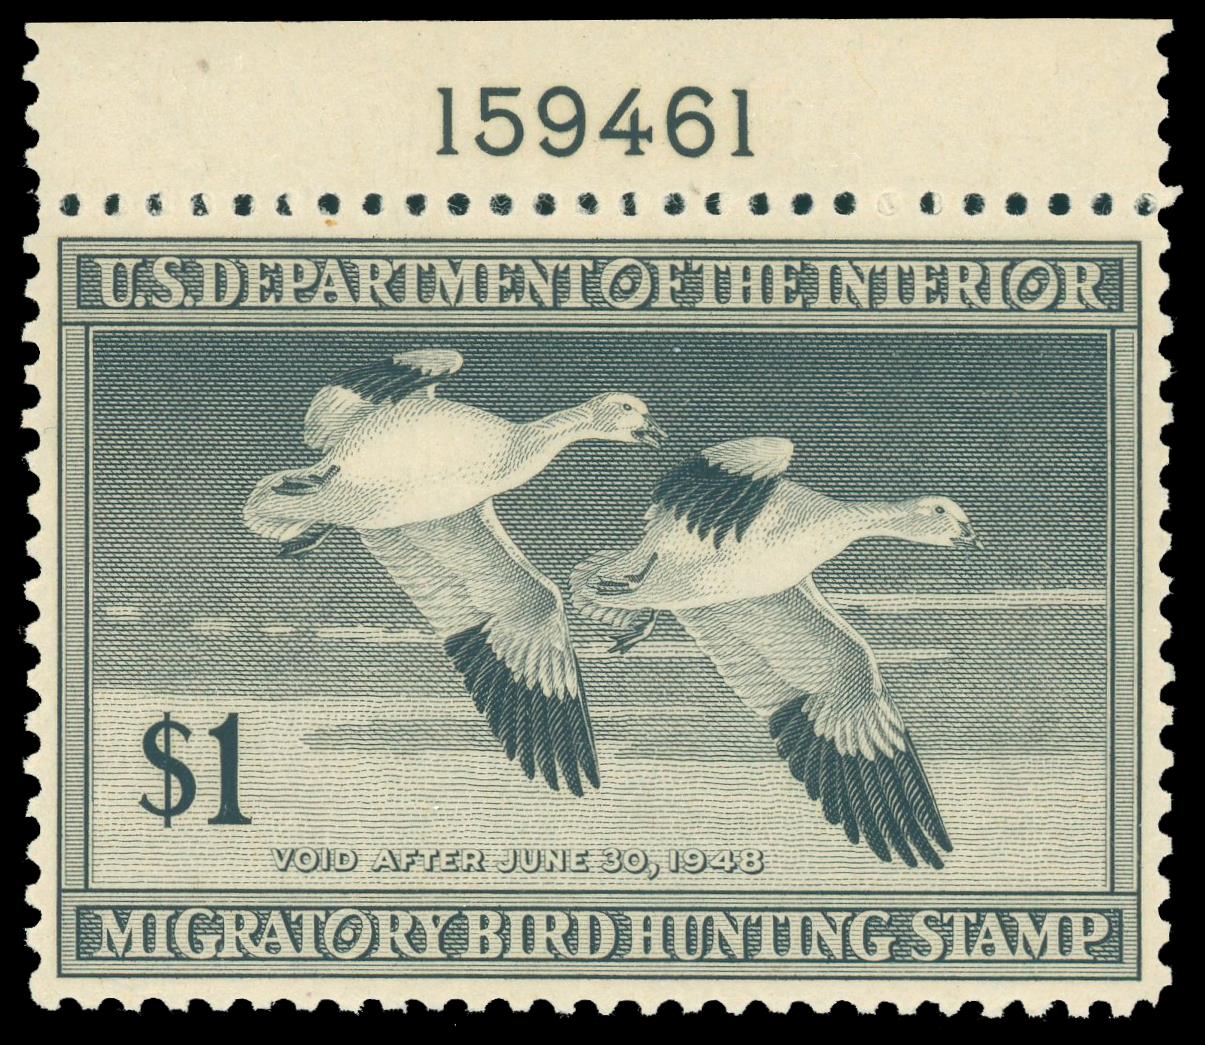 159461
U.S. DEPARTMENT OF THE INTERIOR
$1
VOID AFTER JUNE 30, 1948
MIGRATORY BIRD HUNTING STAMP